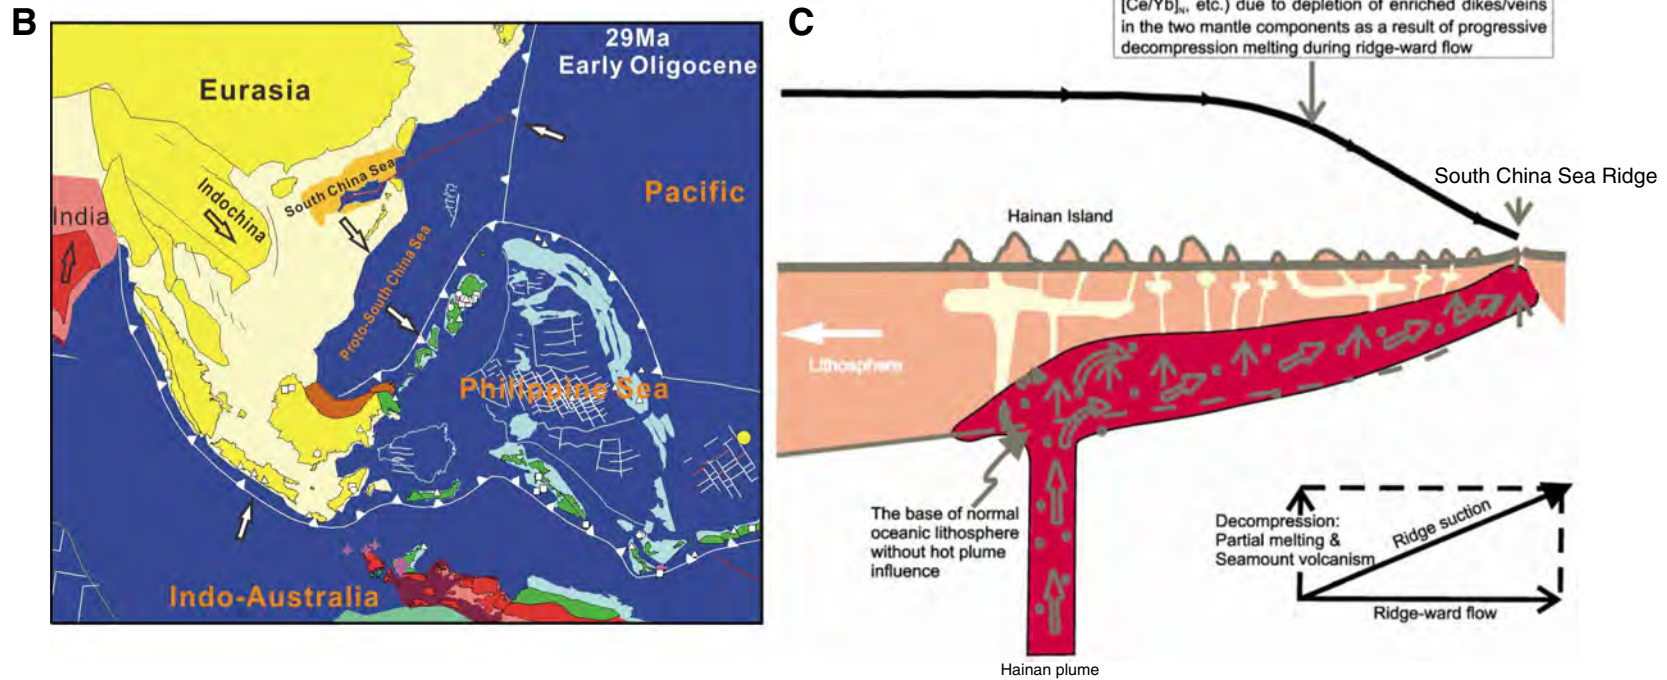 B
29Ma
Early Oligocene
Eurasia
South China Sea
Indochina
Pacific
India
Proto-South China Sea
Philippine Sea
Indo-Australia
C
[Ce/Yb]N, etc.) due to depletion of enriched dikes/veins
in the two mantle components as a result of progressive
decompression melting during ridge-ward flow
South China Sea Ridge
Hainan Island
Lithosphere
The base of normal
oceanic lithosphere
without hot plume
influence
Decompression:
Partial melting &
Seamount volcanism
Ridge suction
Ridge-ward flow
Hainan plume